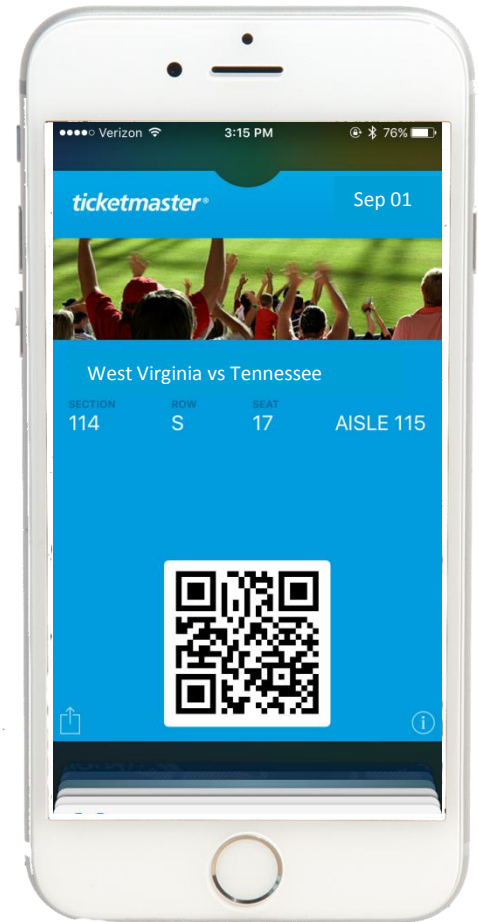 ●●●●○ Verizon 3:15 PM 76%
ticketmaster® Sep 01
West Virginia vs Tennessee
SECTION ROW SEAT
114 S 17 AISLE 115